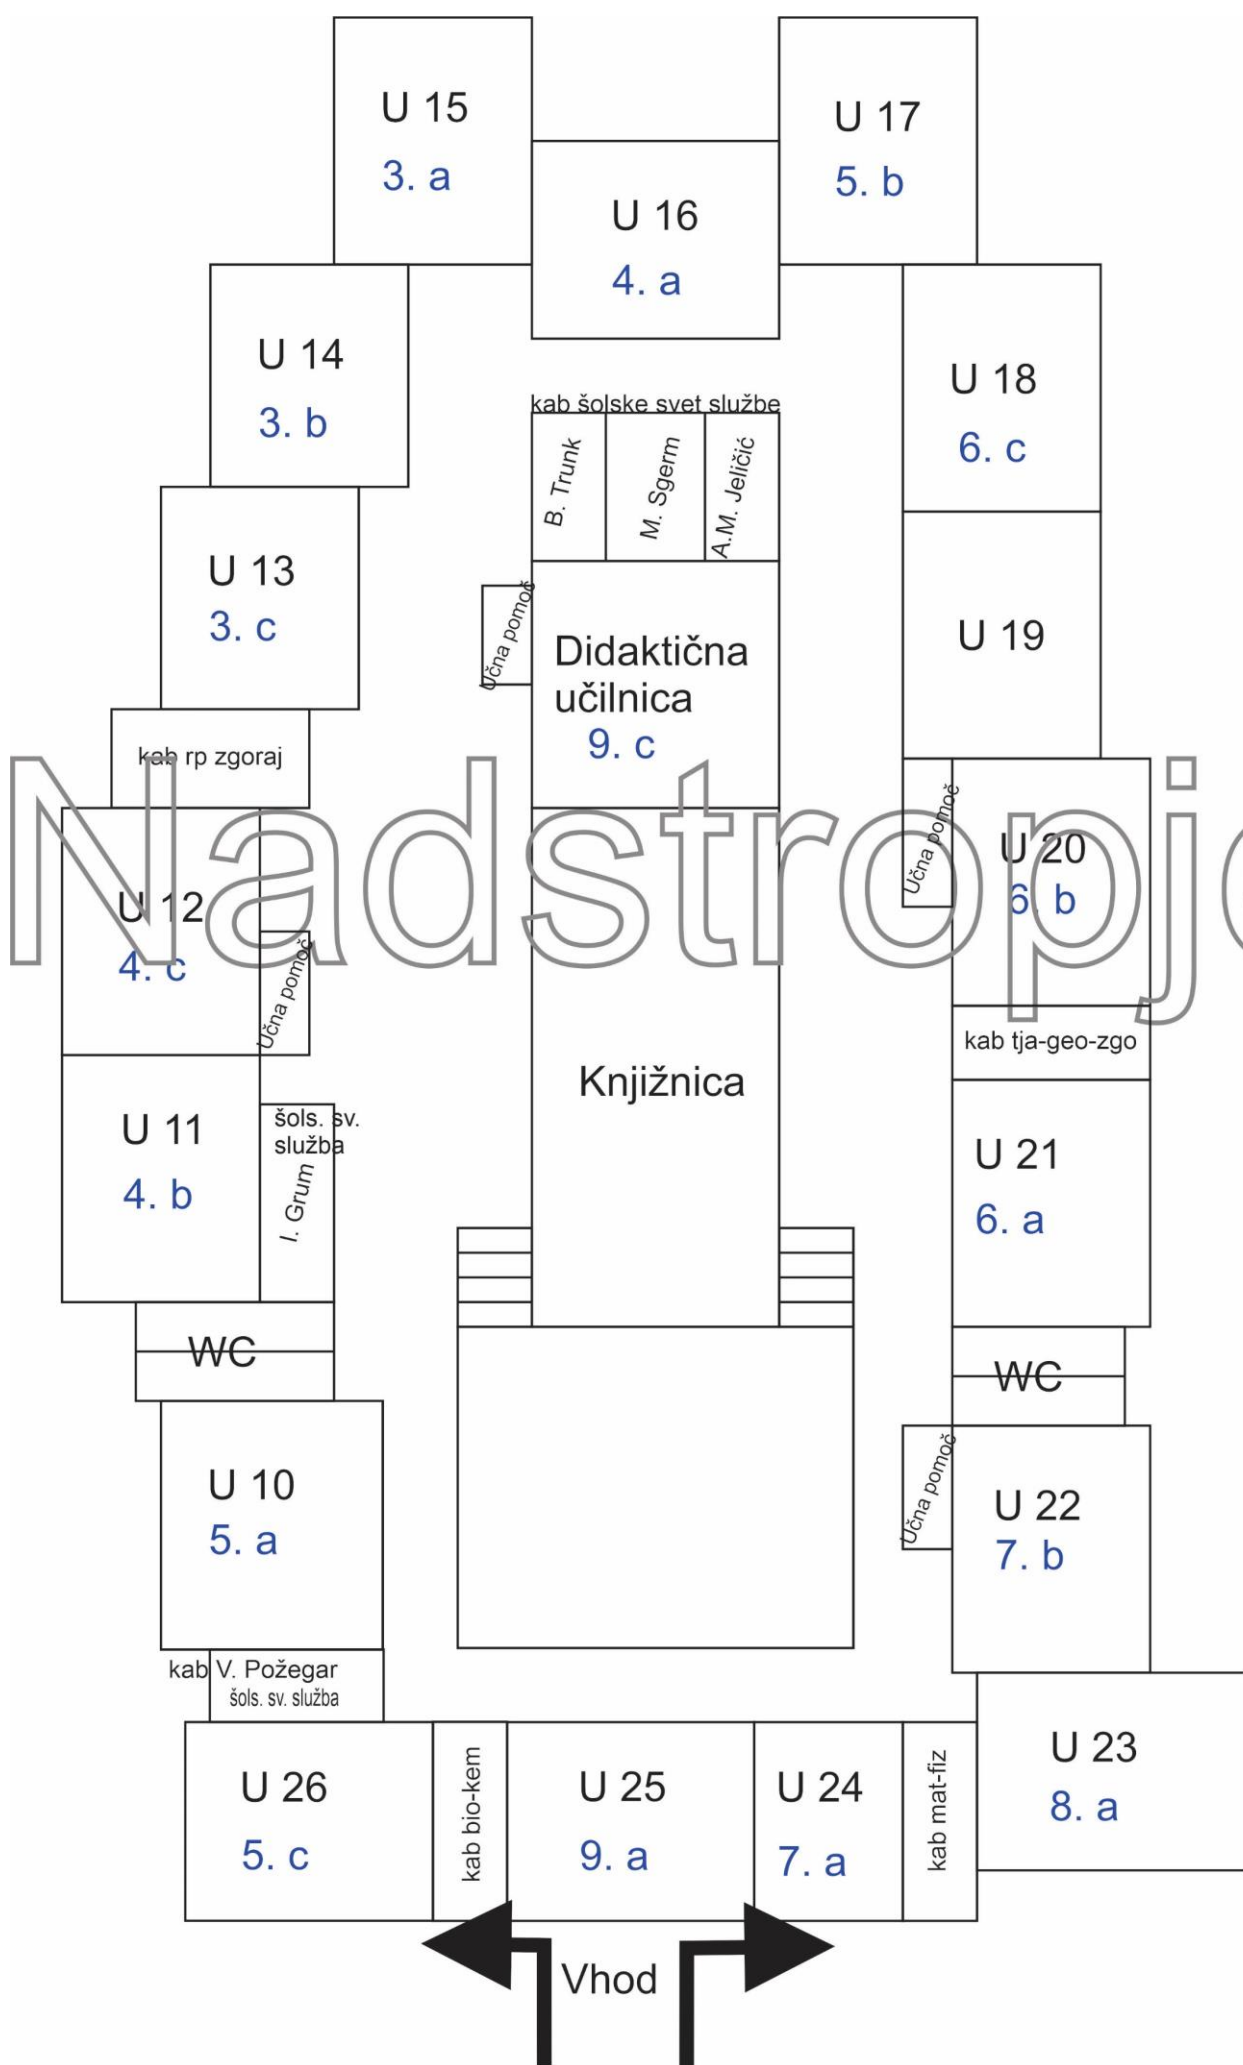 U 15
3. a
U 16
4. a
U 17
5. b
U 14
3. b
U 18
6. c
kab šolske svet službe
B. Trunk
M. Sgerm
A.M. Jeličić
U 13
3. c
Učna pomoč
Didaktična
učilnica
9. c
U 19
kab rp zgoraj
Nadstropje
U 12
4. c
Učna pomoč
Učna pomoč
U 20
6. b
kab tja-geo-zgo
Knjižnica
U 11
4. b
šols. sv.
služba
I. Grum
U 21
6. a
WC
WC
U 10
5. a
Učna pomoč
U 22
7. b
kab V. Požegar
šols. sv. služba
U 26
5. c
kab bio-kem
U 25
9. a
U 24
7. a
kab mat-fiz
U 23
8. a
Vhod